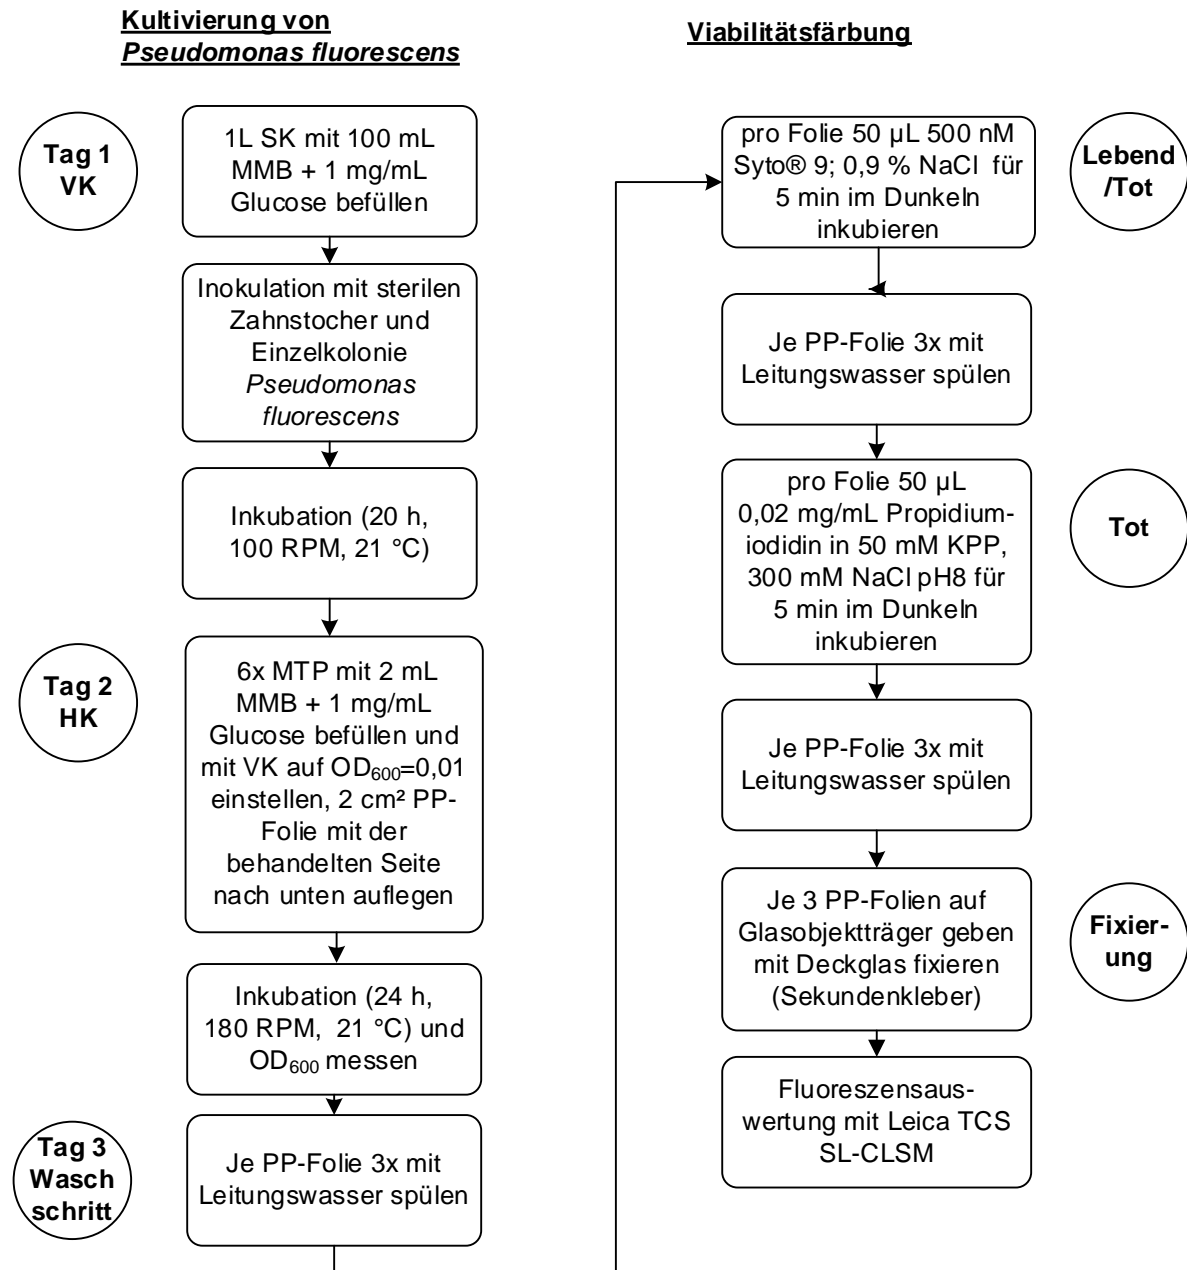 Kultivierung von
Pseudomonas fluorescens
Tag 1
VK
1L SK mit 100 mL
MMB + 1 mg/mL
Glucose befüllen
Inokulation mit sterilen
Zahnstocher und
Einzelkolonie
Pseudomonas
fluorescens
Inkubation (20 h,
100 RPM, 21 °C)
Tag 2
HK
6x MTP mit 2 mL
MMB + 1 mg/mL
Glucose befüllen und
mit VK auf OD₆₀₀=0,01
einstellen, 2 cm² PP-
Folie mit der
behandelten Seite
nach unten auflegen
Inkubation (24 h,
180 RPM, 21 °C) und
OD₆₀₀ messen
Tag 3
Wasch
schritt
Je PP-Folie 3x mit
Leitungswasser spülen
Viabilitätsfärbung
pro Folie 50 µL 500 nM
Syto® 9; 0,9 % NaCl für
5 min im Dunkeln
inkubieren
Lebend
/Tot
Je PP-Folie 3x mit
Leitungswasser spülen
pro Folie 50 µL
0,02 mg/mL Propidium-
iodidin in 50 mM KPP,
300 mM NaCl pH8 für
5 min im Dunkeln
inkubieren
Tot
Je PP-Folie 3x mit
Leitungswasser spülen
Je 3 PP-Folien auf
Glasobjektträger geben
mit Deckglas fixieren
(Sekundenkleber)
Fixier-
ung
Fluoreszensaus-
wertung mit Leica TCS
SL-CLSM